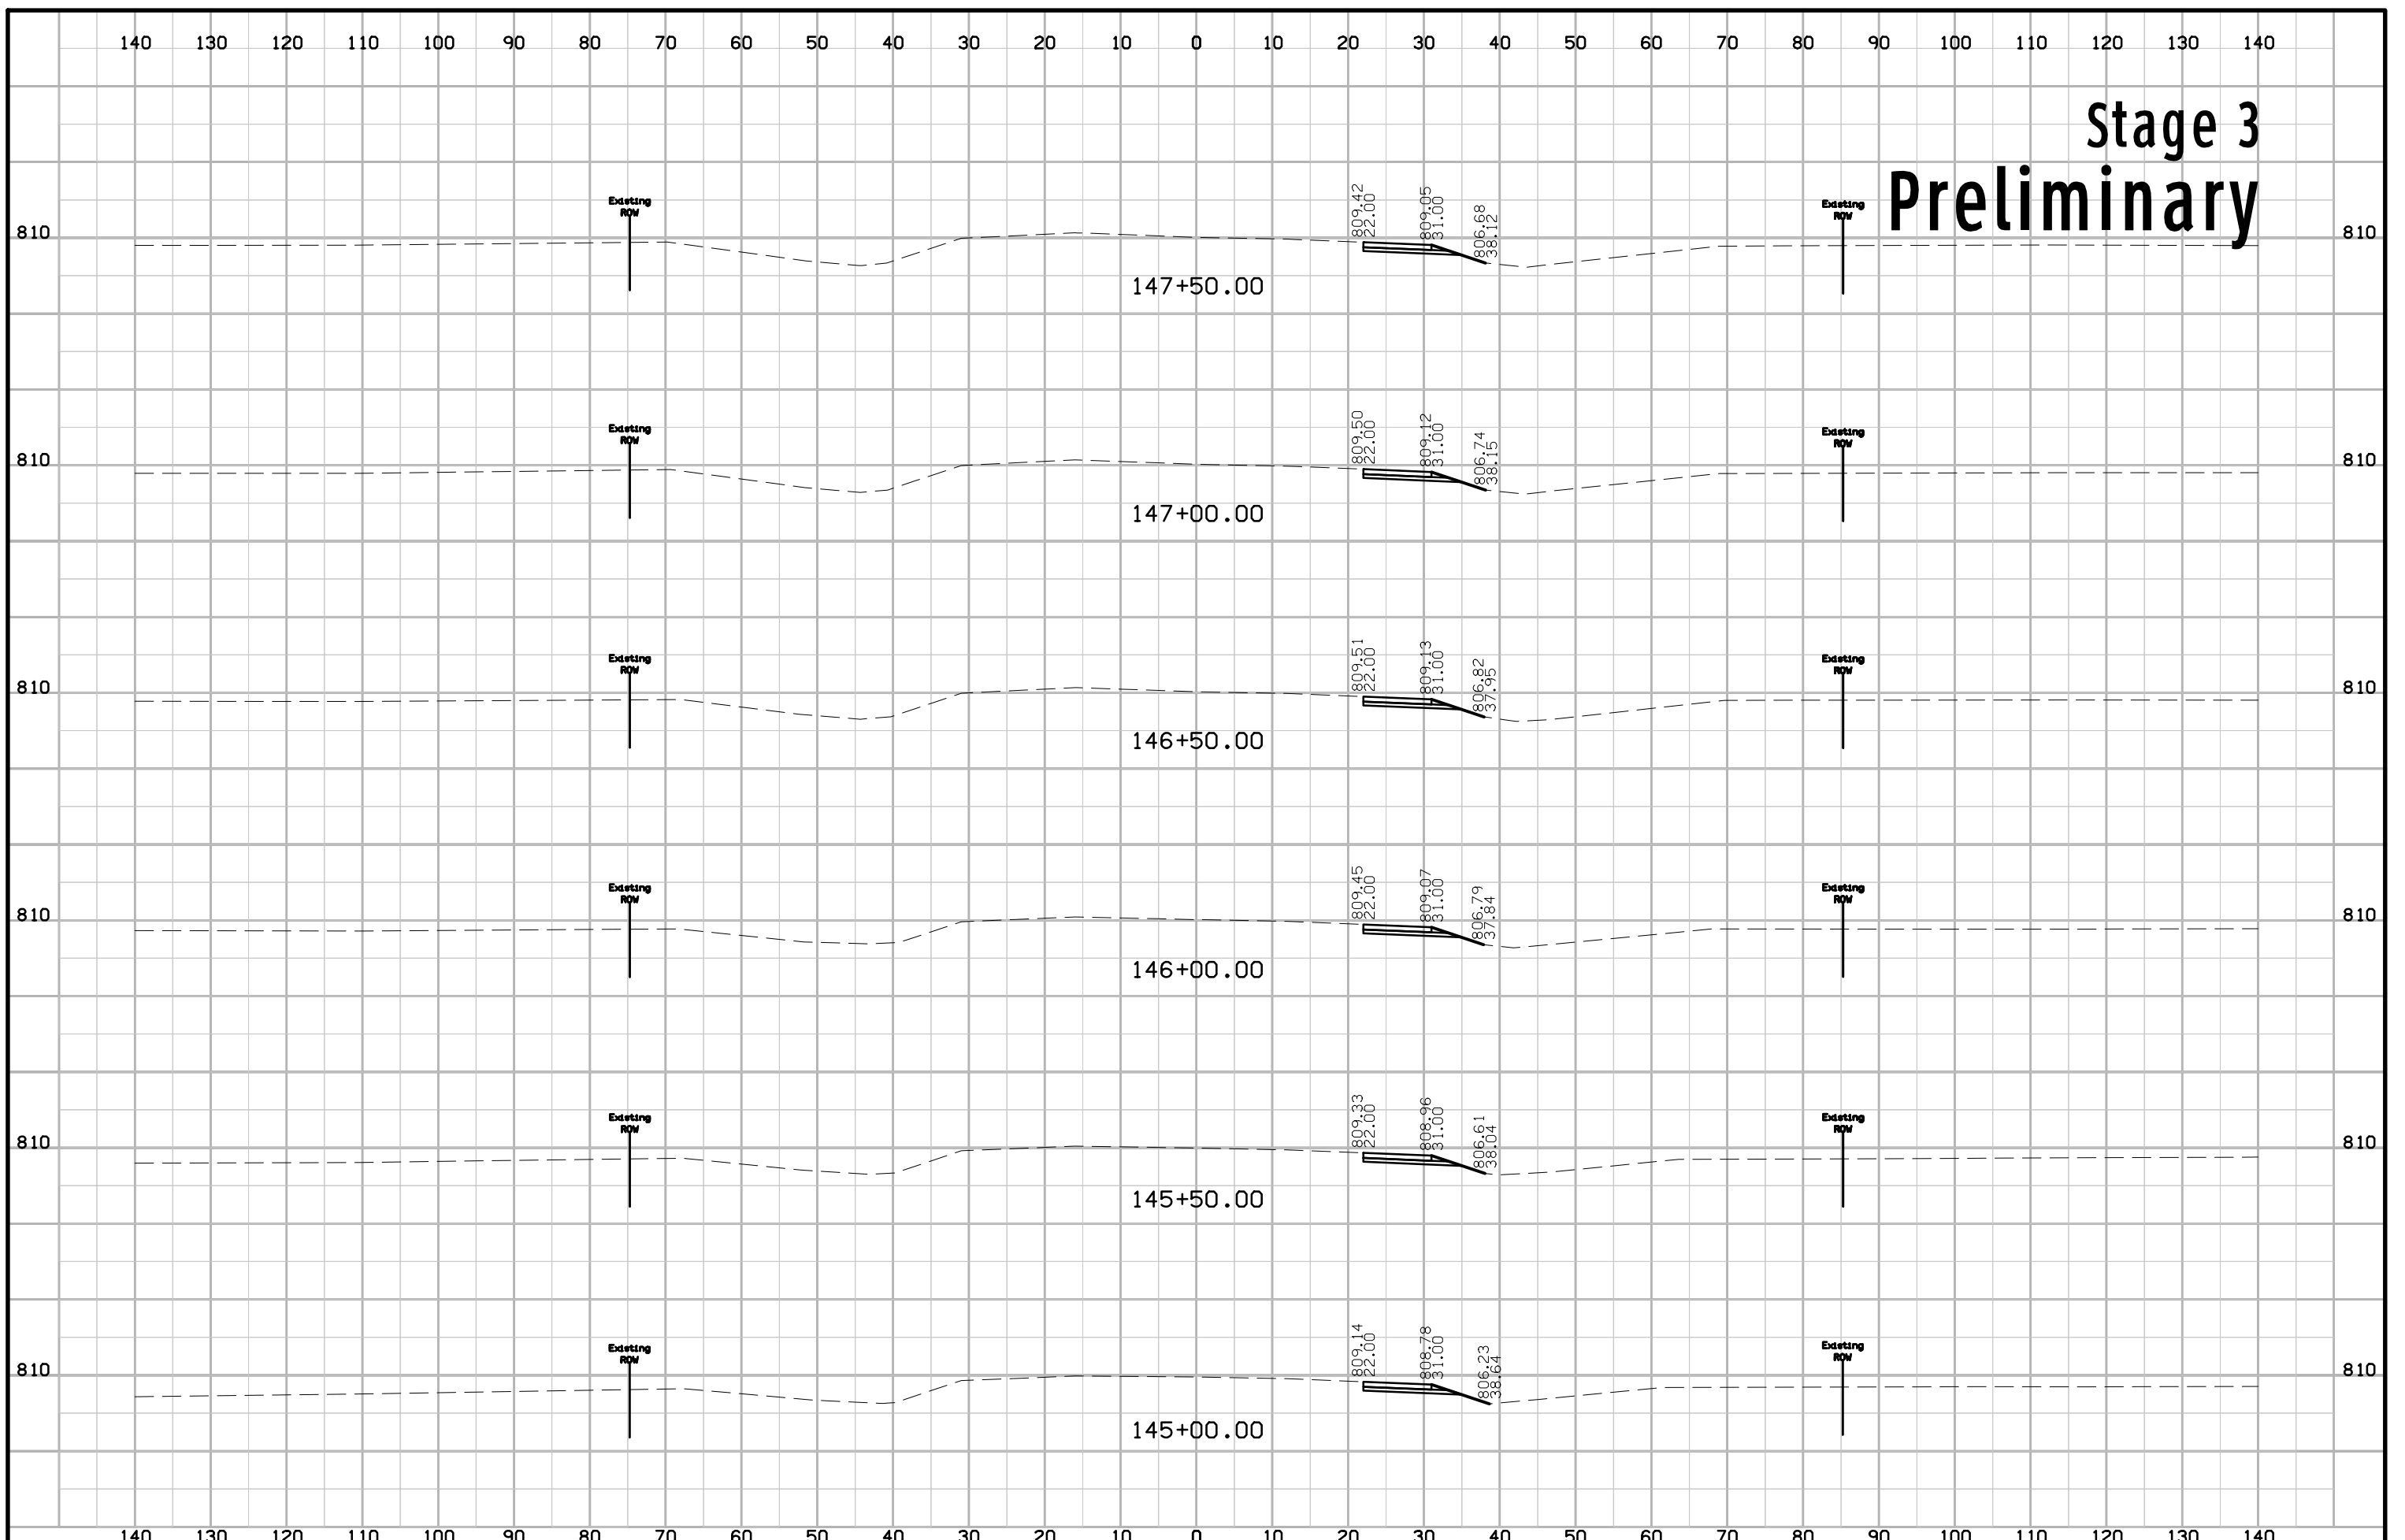 140 130 120 110 100 90 80 70 60 50 40 30 20 10 0 10 20 30 40 50 60 70 80 90 100 110 120 130 140
Stage 3
Preliminary
Existing
ROW
809.42
22.00
809.05
31.00
806.68
38.12
Existing
ROW
810
810
147+50.00
Existing
ROW
809.50
22.00
809.12
31.00
806.74
38.15
Existing
ROW
810
810
147+00.00
Existing
ROW
809.51
22.00
809.13
31.00
806.82
37.95
Existing
ROW
810
810
146+50.00
Existing
ROW
809.45
22.00
809.07
31.00
806.79
37.84
Existing
ROW
810
810
146+00.00
Existing
ROW
809.33
22.00
808.96
31.00
806.61
38.04
Existing
ROW
810
810
145+50.00
Existing
ROW
809.14
22.00
808.78
31.00
806.23
38.64
Existing
ROW
810
810
145+00.00
140 130 120 110 100 90 80 70 60 50 40 30 20 10 0 10 20 30 40 50 60 70 80 90 100 110 120 130 140